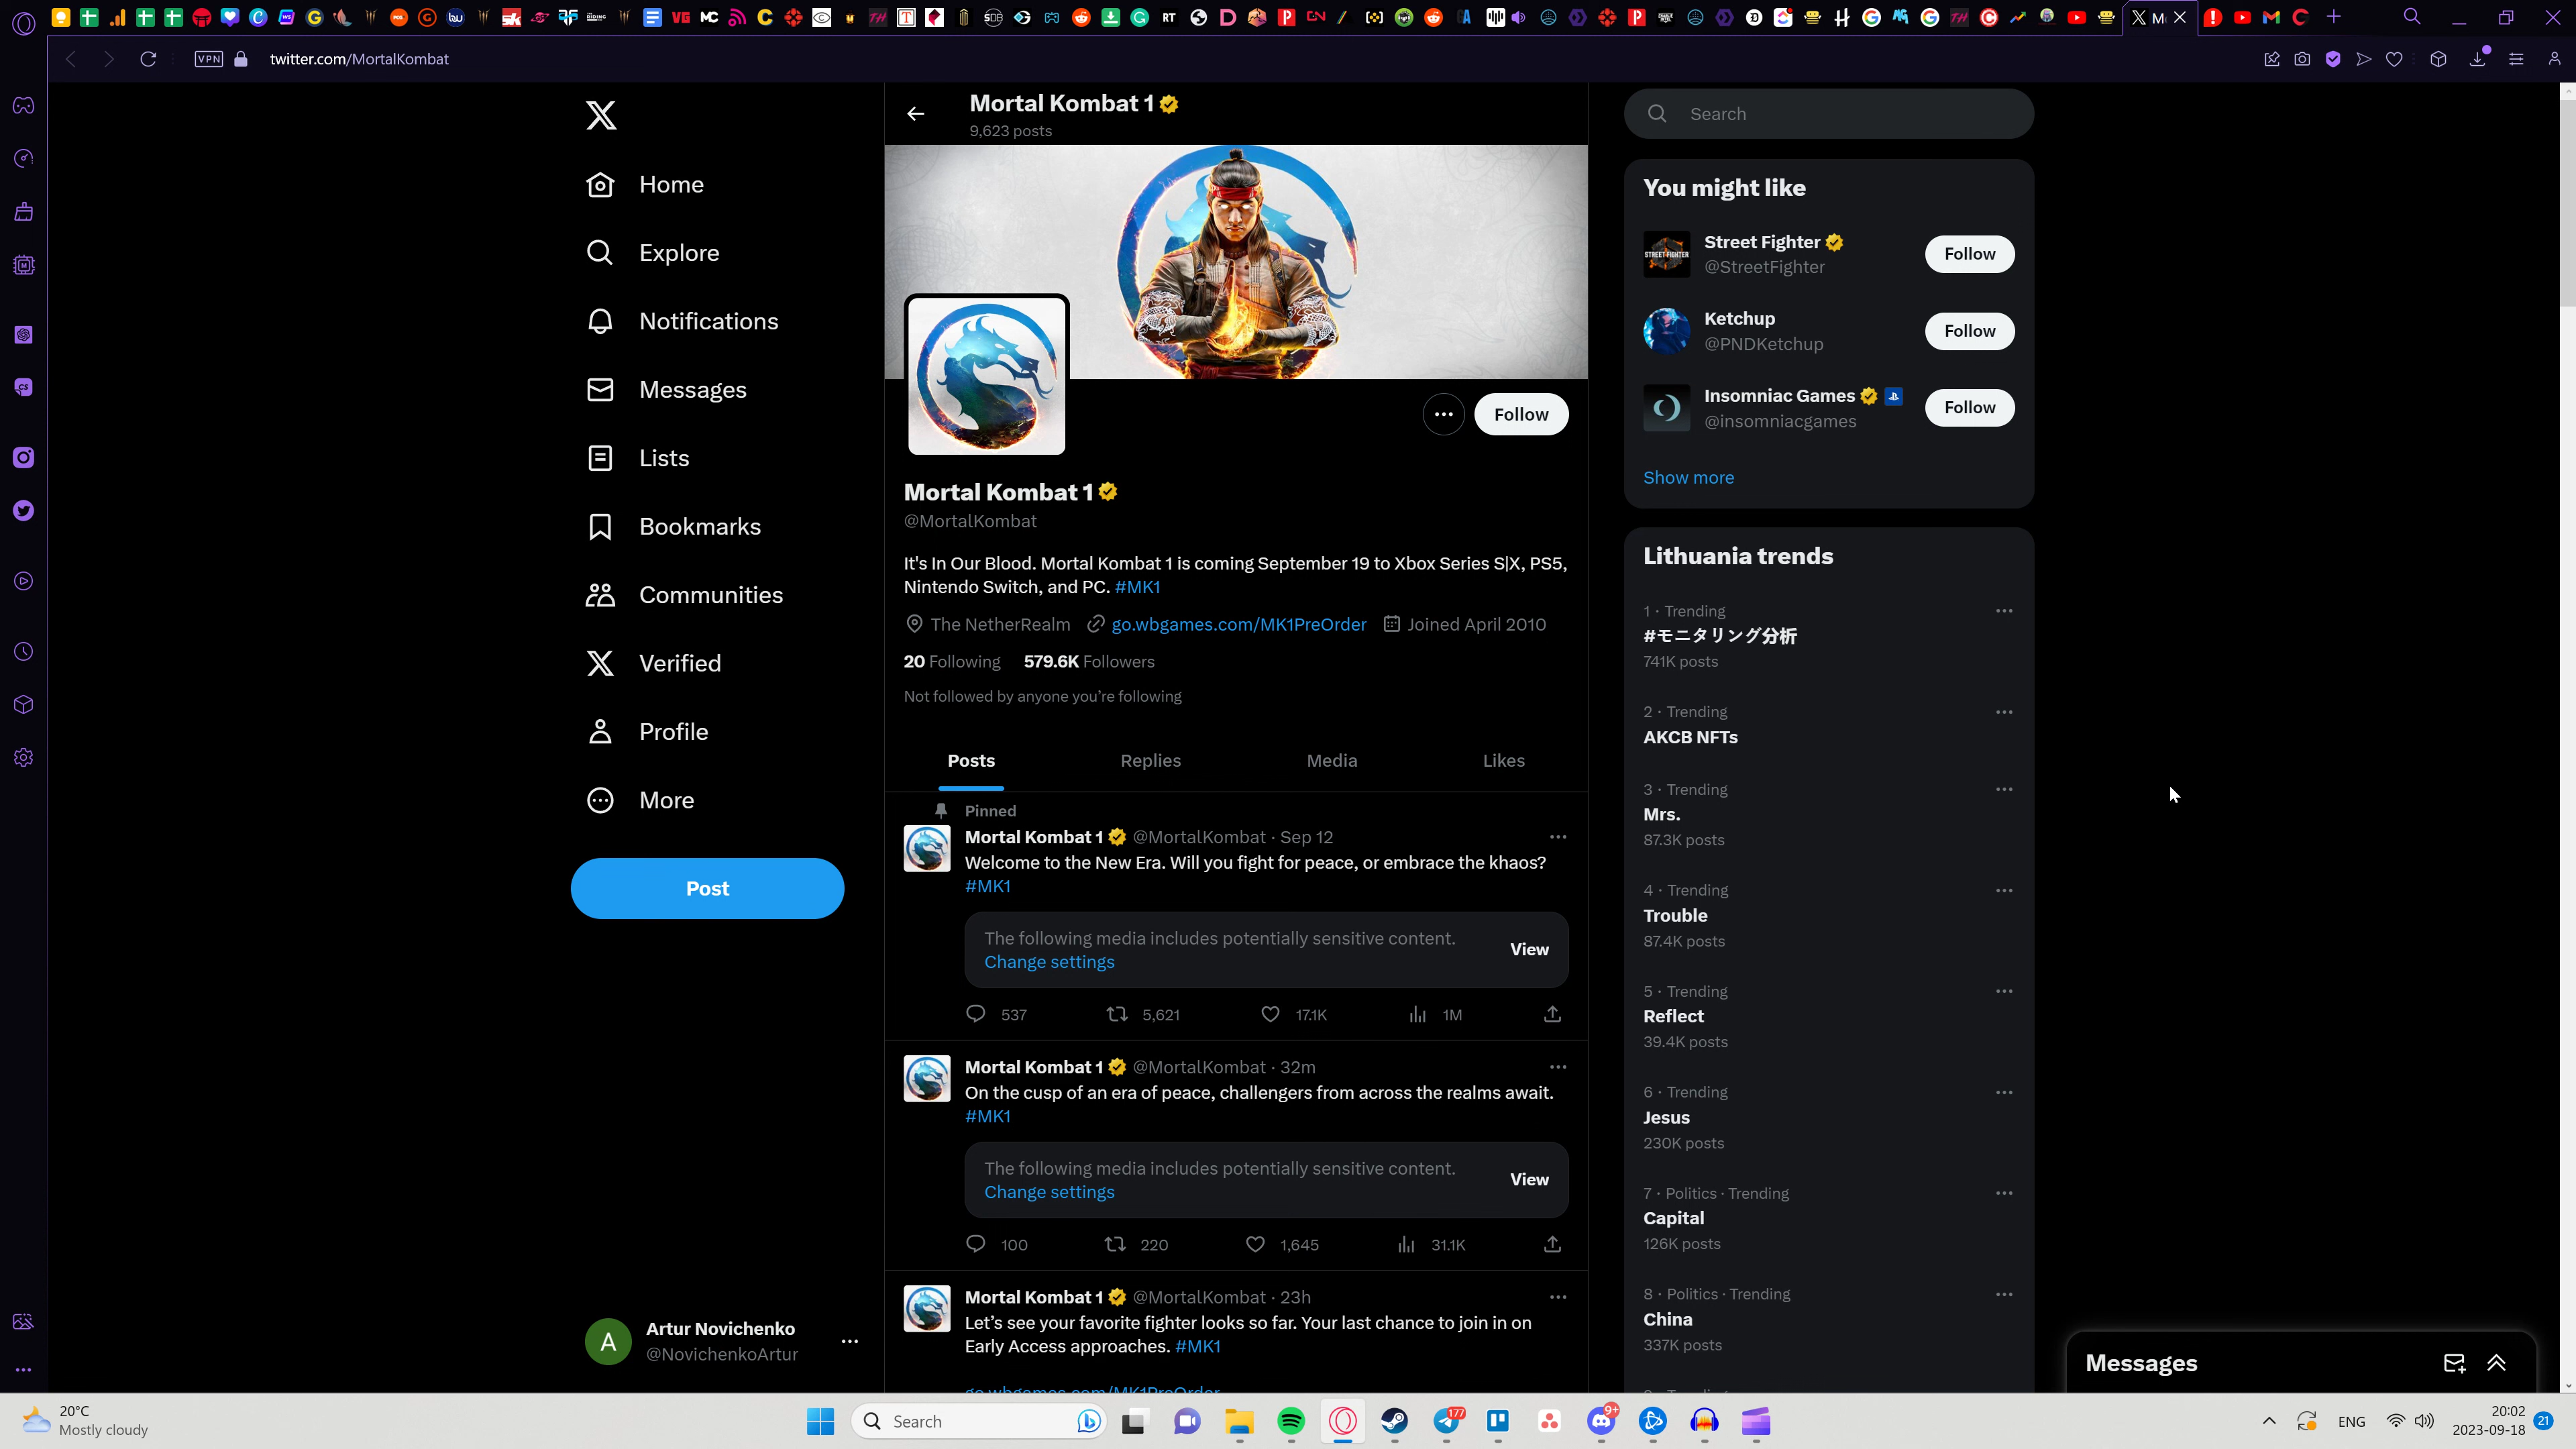 VPN
twitter.com/MortalKombat
Home
Explore
Notifications
Messages
Lists
Bookmarks
Communities
Verified
Profile
More
Post
A
Artur Novichenko
@NovichenkoArtur
Mortal Kombat 1
9,623 posts
Follow
Mortal Kombat 1
@MortalKombat
It's In Our Blood. Mortal Kombat 1 is coming September 19 to Xbox Series S|X, PS5,
Nintendo Switch, and PC. #MK1
The NetherRealm go.wbgames.com/MK1PreOrder Joined April 2010
20 Following 579.6K Followers
Not followed by anyone you’re following
Posts Replies Media Likes
Pinned
Mortal Kombat 1 @MortalKombat · Sep 12
Welcome to the New Era. Will you fight for peace, or embrace the khaos?
#MK1
The following media includes potentially sensitive content.
Change settings
View
537 5,621 17.1K 1M
Mortal Kombat 1 @MortalKombat · 32m
On the cusp of an era of peace, challengers from across the realms await.
#MK1
The following media includes potentially sensitive content.
Change settings
View
100 220 1,645 31.1K
Mortal Kombat 1 @MortalKombat · 23h
Let’s see your favorite fighter looks so far. Your last chance to join in on
Early Access approaches. #MK1
go.wbgames.com/MK1PreOrder
Search
You might like
STREET FIGHTER
Street Fighter
@StreetFighter
Follow
Ketchup
@PNDKetchup
Follow
Insomniac Games
@insomniacgames
Follow
Show more
Lithuania trends
1 · Trending
#モニタリング分析
741K posts
2 · Trending
AKCB NFTs
3 · Trending
Mrs.
87.3K posts
4 · Trending
Trouble
87.4K posts
5 · Trending
Reflect
39.4K posts
6 · Trending
Jesus
230K posts
7 · Politics · Trending
Capital
126K posts
8 · Politics · Trending
China
337K posts
Messages
20°C
Mostly cloudy
Search
177
9+
ENG
20:02
2023-09-18
21